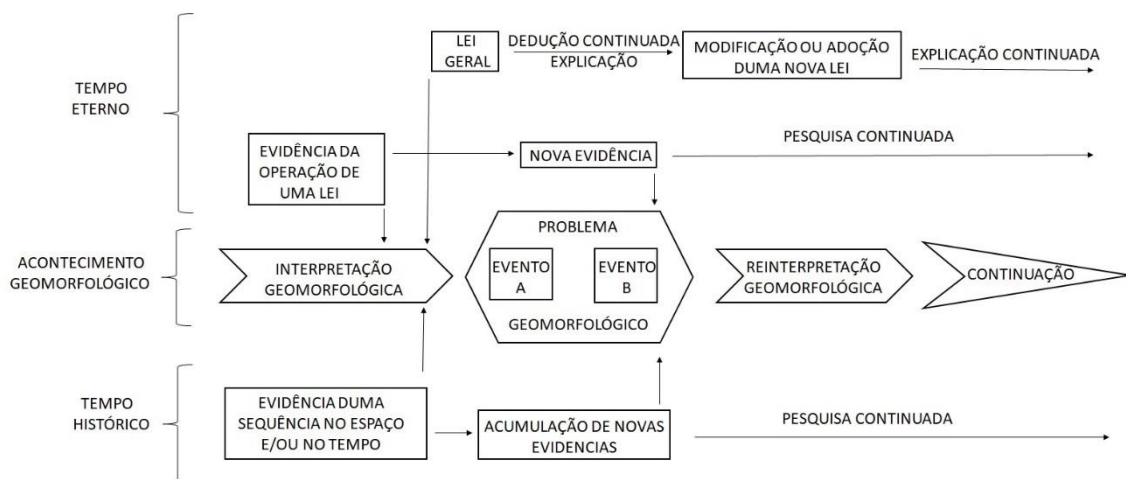 TEMPO
ETERNO
LEI
GERAL
DEDUÇÃO CONTINUADA
EXPLICAÇÃO
MODIFICAÇÃO OU ADOÇÃO
DUMA NOVA LEI
EXPLICAÇÃO CONTINUADA
EVIDÊNCIA DA
OPERAÇÃO DE
UMA LEI
NOVA EVIDÊNCIA
PESQUISA CONTINUADA
ACONTECIMENTO
GEOMORFOLÓGICO
INTERPRETAÇÃO
GEOMORFOLÓGICA
PROBLEMA
EVENTO
A
EVENTO
B
GEOMORFOLÓGICO
REINTERPRETAÇÃO
GEOMORFOLÓGICA
CONTINUAÇÃO
TEMPO
HISTÓRICO
EVIDÊNCIA DUMA
SEQUÊNCIA NO ESPAÇO
E/OU NO TEMPO
ACUMULAÇÃO DE NOVAS
EVIDENCIAS
PESQUISA CONTINUADA